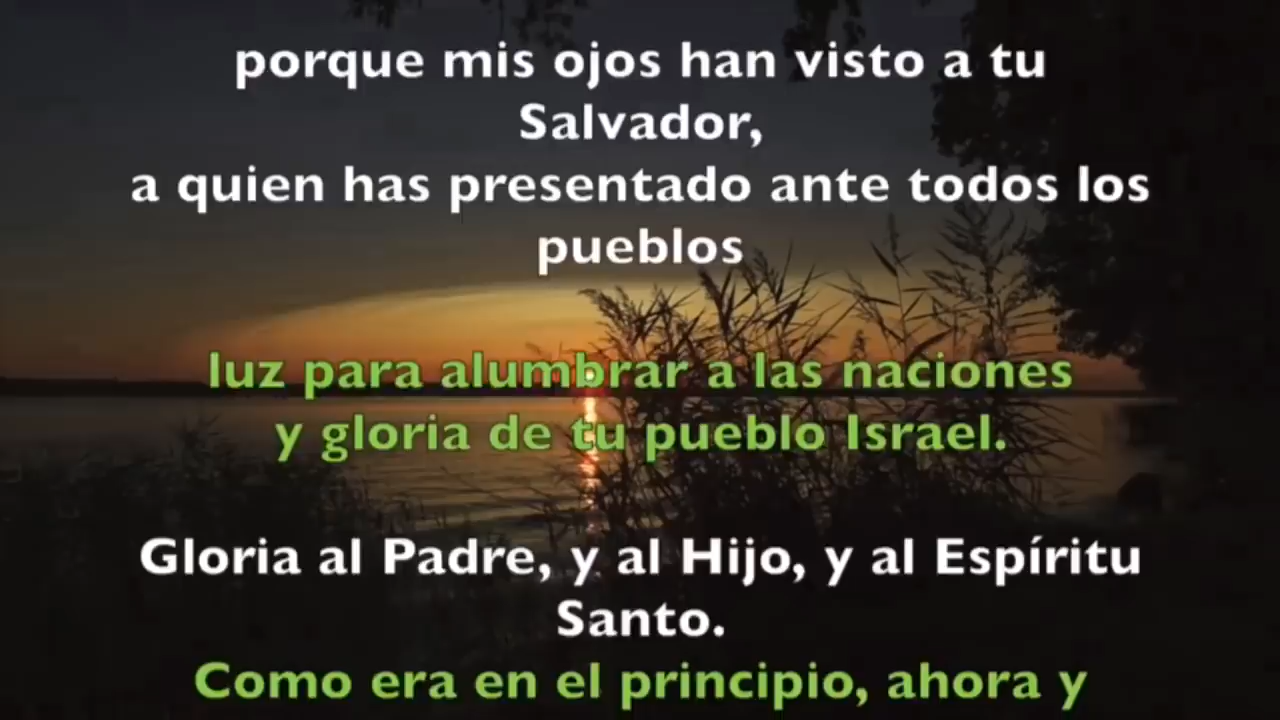 porque mis ojos han visto a tu
Salvador,
a quien has presentado ante todos los
pueblos
luz para alumbrar a las naciones
y gloria de tu pueblo Israel.
Gloria al Padre, y al Hijo, y al Espíritu
Santo.
Como era en el principio, ahora y